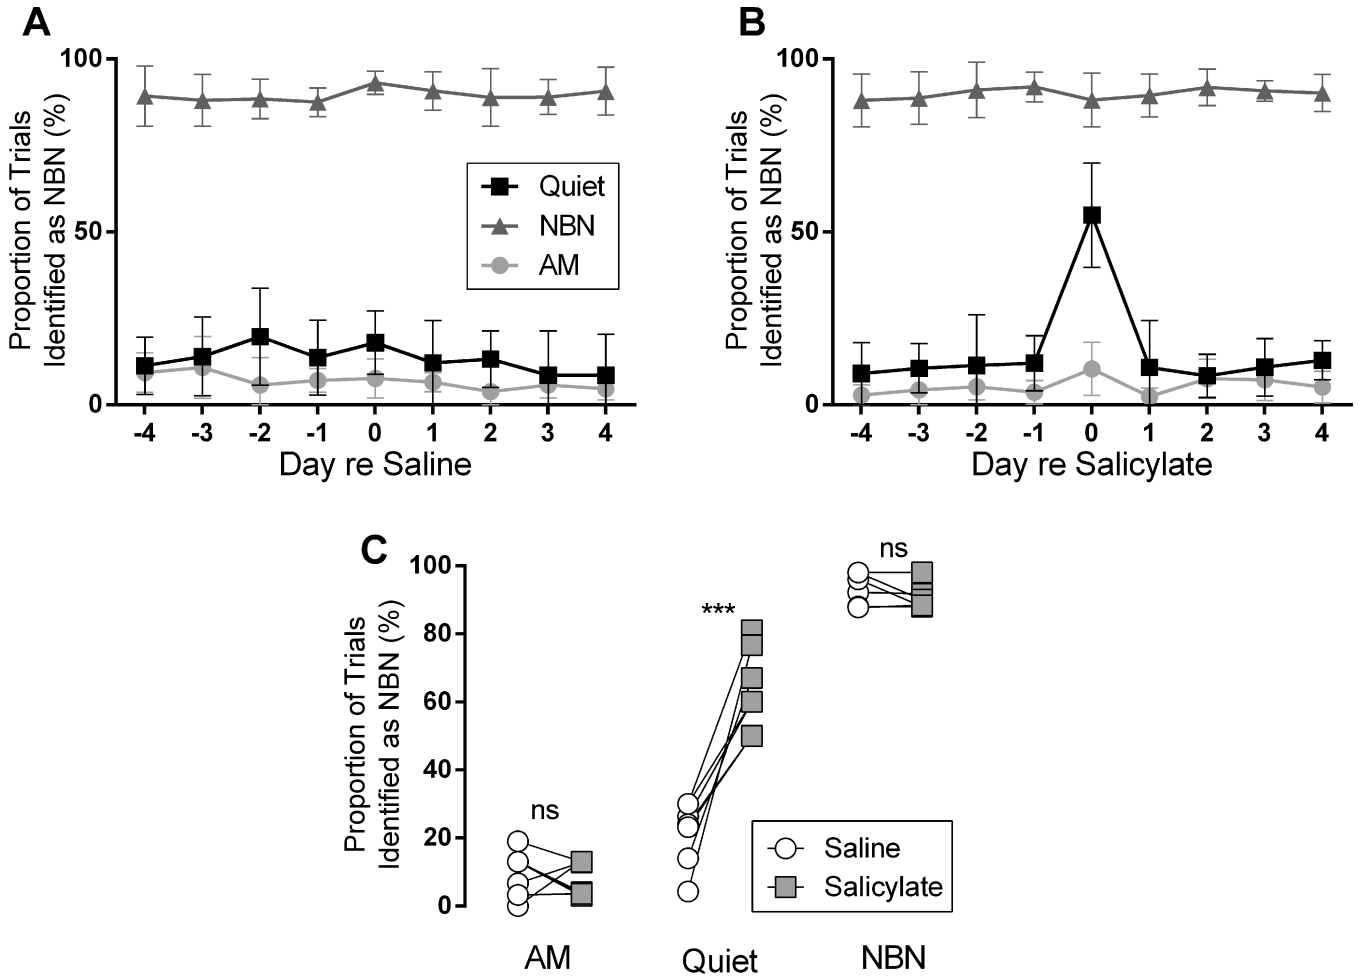 A
B
100
50
0
Proportion of Trials
Identified as NBN (%)
Quiet
NBN
AM
-4 -3 -2 -1 0 1 2 3 4
Day re Saline
100
50
0
Proportion of Trials
Identified as NBN (%)
-4 -3 -2 -1 0 1 2 3 4
Day re Salicylate
C
100
80
60
40
20
0
Proportion of Trials
Identified as NBN (%)
ns
***
ns
Saline
Salicylate
AM Quiet NBN